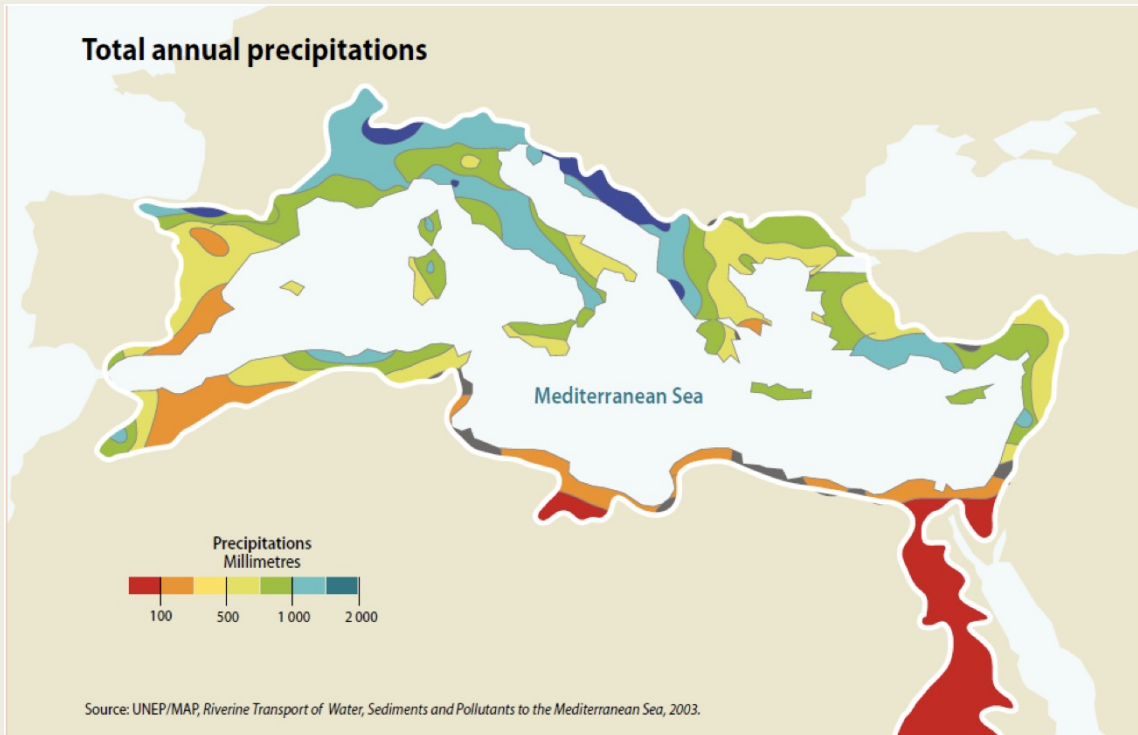 Total annual precipitations
Mediterranean Sea
Precipitations
Millimetres
100 500 1 000 2 000
Source: UNEP/MAP, Riverine Transport of Water, Sediments and Pollutants to the Mediterranean Sea, 2003.